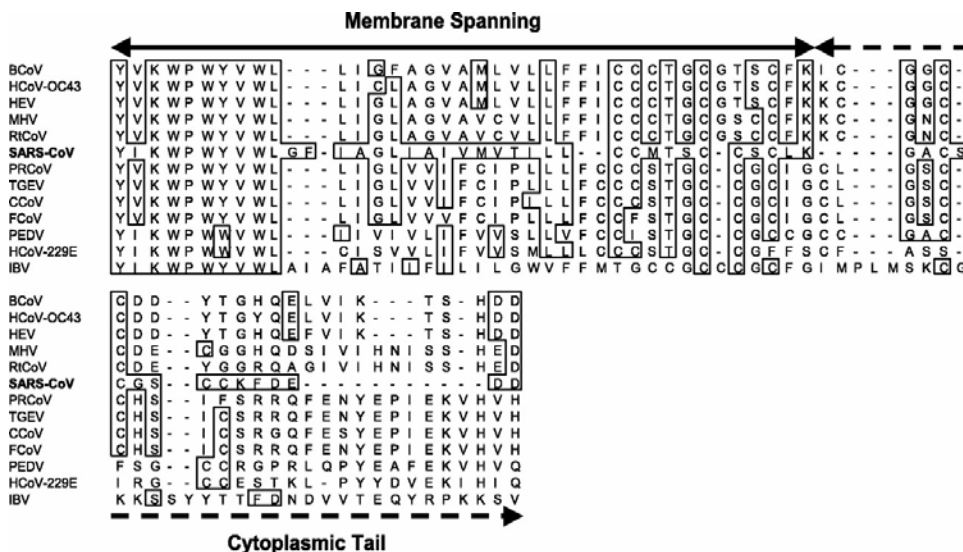 Membrane Spanning
BCoV Y V K W P W Y V W L - - - L I G F A G V A M L V L L F F I C C C T G C G T S C F K I C - - - G G C -
HCoV-OC43 Y V K W P W Y V W L - - - L I C L A G V A M L V L L F F I C C C T G C G T S C F K K C - - - G G C -
HEV Y V K W P W Y V W L - - - L I G L A G V A M L V L L F F I C C C T G C G T S C F K K C - - - G G C -
MHV Y V K W P W Y V W L - - - L I G L A G V A V C V L L F F I C C C T G C G S C C F K K C - - - G N C -
RtCoV Y V K W P W Y V W L - - - L I G L A G V A V C V L L F F I C C C T G C G S C C F K K C - - - G N C -
SARS-CoV Y I K W P W Y V W L G F - I A G L I A I V M V T I L L - C C M T S C - C S C L K - - - - - G A C S
PRCoV Y V K W P W Y V W L - - - L I G L V V I F C I P L L L F C C C S T G C - C G C I G C L - - - G S C -
TGEV Y V K W P W Y V W L - - - L I G L V V I F C I P L L L F C C C S T G C - C G C I G C L - - - G S C -
CCoV Y V K W P W Y V W L - - - L I G L V V I F C I P I L L F C C C S T G C - C G C I G C L - - - G S C -
FCoV Y V K W P W Y V W L - - - L I G L V V V F C I P L L L F C C F S T G C - C G C I G C L - - - G S C -
PEDV Y I K W P W W V W L - - - I I V I V L I F V V S L L V F C C I S T G C - C G C C G C C - - - G A C -
HCoV-229E Y I K W P W W V W L - - - C I S V V L I F V V S M L L L C C C S T G C - C G F F S C F - - - A S S -
IBV Y I K W P W Y V W L A I A F A T I I F I L I L G W V F F M T G C C G C C C G C F G I M P L M S K C G
BCoV C D D - - Y T G H Q E L V I K - - - T S - H D D
HCoV-OC43 C D D - - Y T G Y Q E L V I K - - - T S - H D D
HEV C D D - - Y T G H Q E F V I K - - - T S - H D D
MHV C D E - - C G G H Q D S I V I H N I S S - H E D
RtCoV C D E - - Y G G R Q A G I V I H N I S S - H E D
SARS-CoV C G S - - C C K F D E - - - - - - - - - - - D D
PRCoV C H S - - I F S R R Q F E N Y E P I E K V H V H
TGEV C H S - - I C S R R Q F E N Y E P I E K V H V H
CCoV C H S - - I C S R G Q F E S Y E P I E K V H V H
FCoV C H S - - I C S R R Q F E N Y E P I E K V H V H
PEDV F S G - - C C R G P R L Q P Y E A F E K V H V Q
HCoV-229E I R G - - C C E S T K L - P Y Y D V E K I H I Q
IBV K K S S Y Y T T F D N D V V T E Q Y R P K K S V
Cytoplasmic Tail